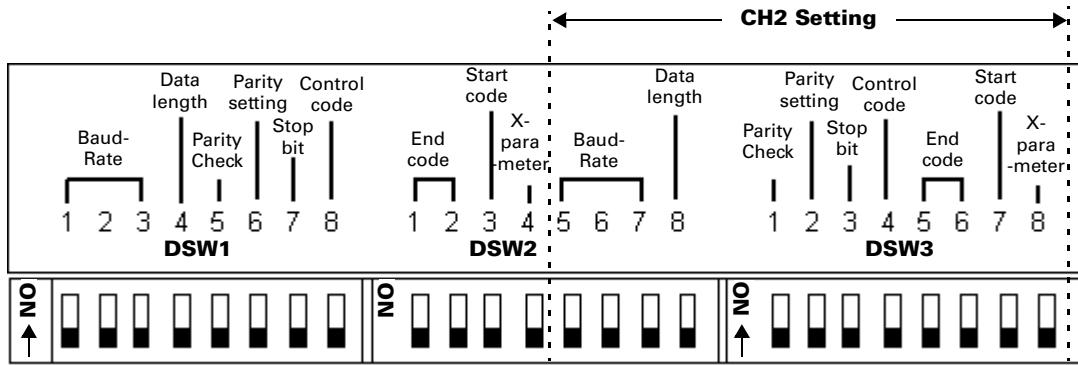 CH2 Setting
Data
length
Parity
setting
Control
code
Stop
bit
Baud-
Rate
Parity
Check
1 2 3 4 5 6 7 8
DSW1
Start
code
X-
para
-meter
End
code
Data
length
Baud-
Rate
1 2 3 4 5 6 7 8
DSW2
Parity
setting
Control
code
Start
code
Parity
Check
Stop
bit
End
code
X-
para
-meter
1 2 3 4 5 6 7 8
DSW3
ON
ON
ON